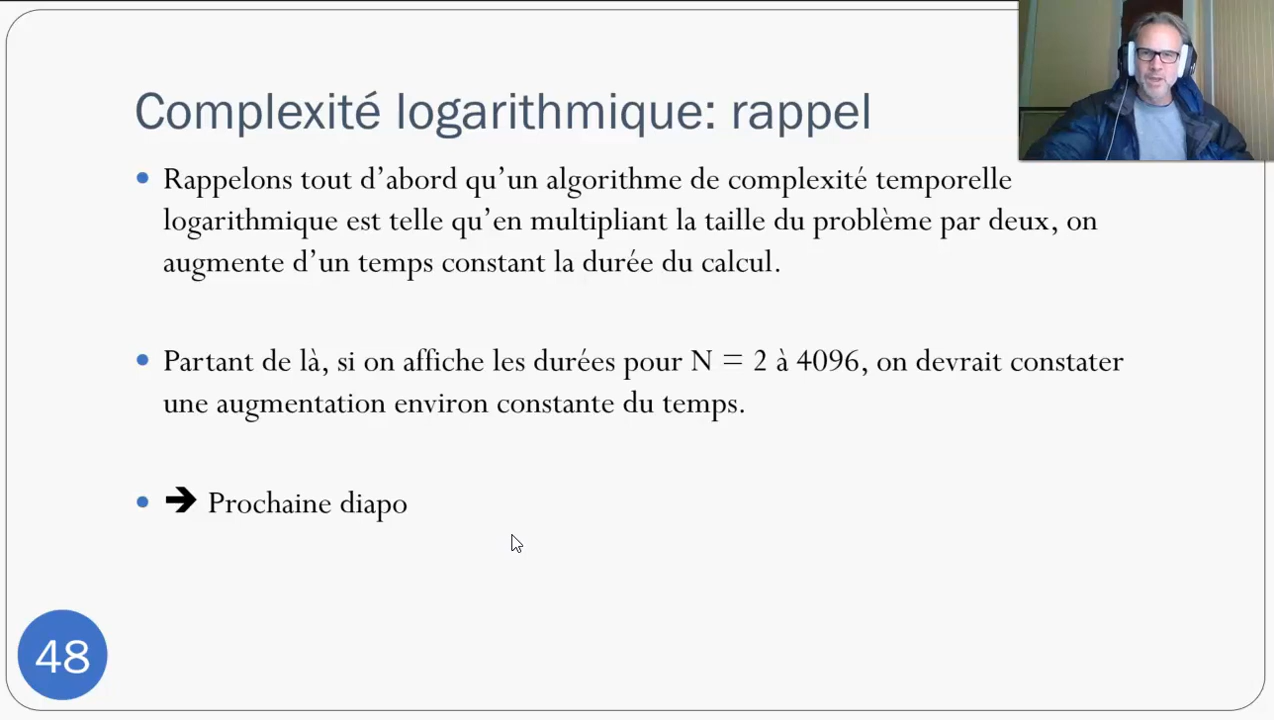 Complexité logarithmique: rappel
• Rappelons tout d’abord qu’un algorithme de complexité temporelle
logarithmique est telle qu’en multipliant la taille du problème par deux, on
augmente d’un temps constant la durée du calcul.
• Partant de là, si on affiche les durées pour N = 2 à 4096, on devrait constater
une augmentation environ constante du temps.
• ➔ Prochaine diapo
48